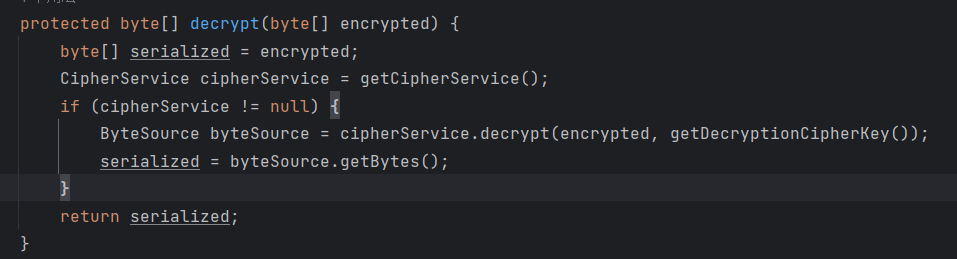 protected byte[] decrypt(byte[] encrypted) {
byte[] serialized = encrypted;
CipherService cipherService = getCipherService();
if (cipherService != null) {
ByteSource byteSource = cipherService.decrypt(encrypted, getDecryptionCipherKey());
serialized = byteSource.getBytes();
}
return serialized;
}